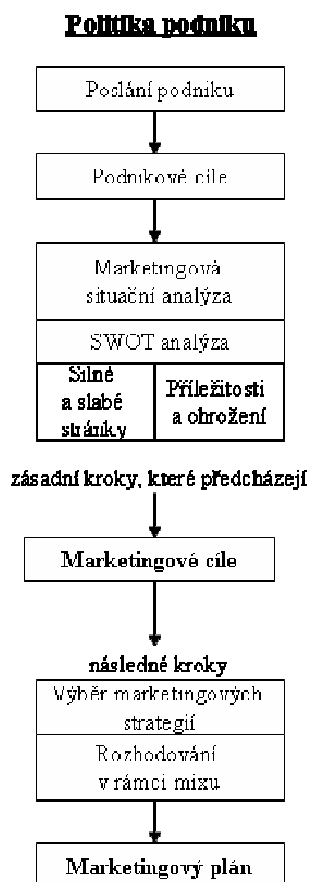 Politika podniku
Poslání podniku
Podnikové cíle
Marketingová
situační analýza
SWOT analýza
Silné
a slabé
stránky
Příležitosti
a ohrožení
zásadní kroky, které předcházejí
Marketingové cíle
následné kroky
Výběr marketingových
strategií
Rozhodování
v rámci mixu
Marketingový plán